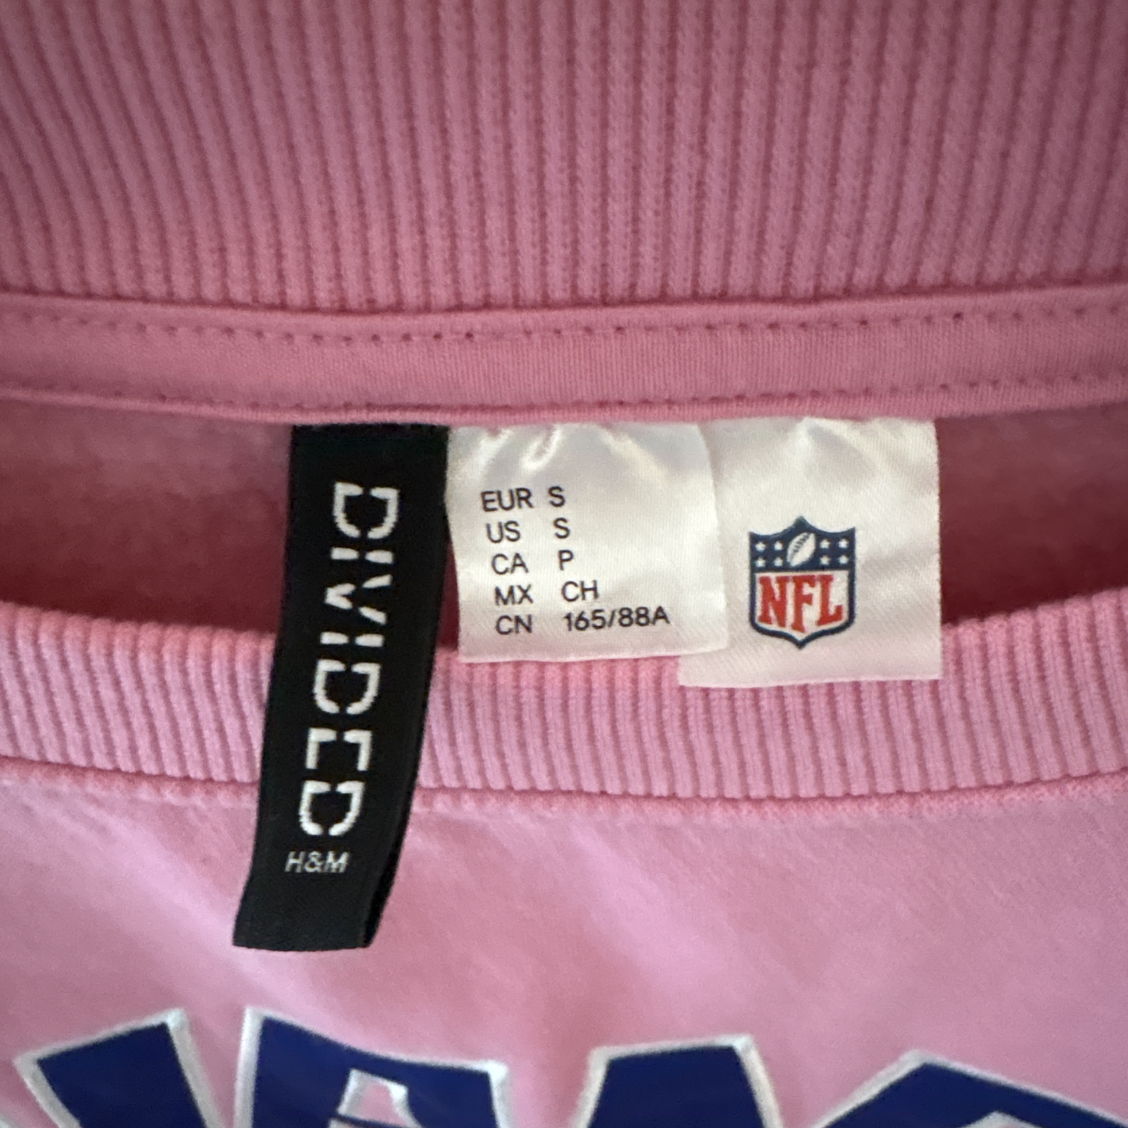 DIVIDED
H&M
EUR S
US S
CA P
MX CH
CN 165/88A
NFL